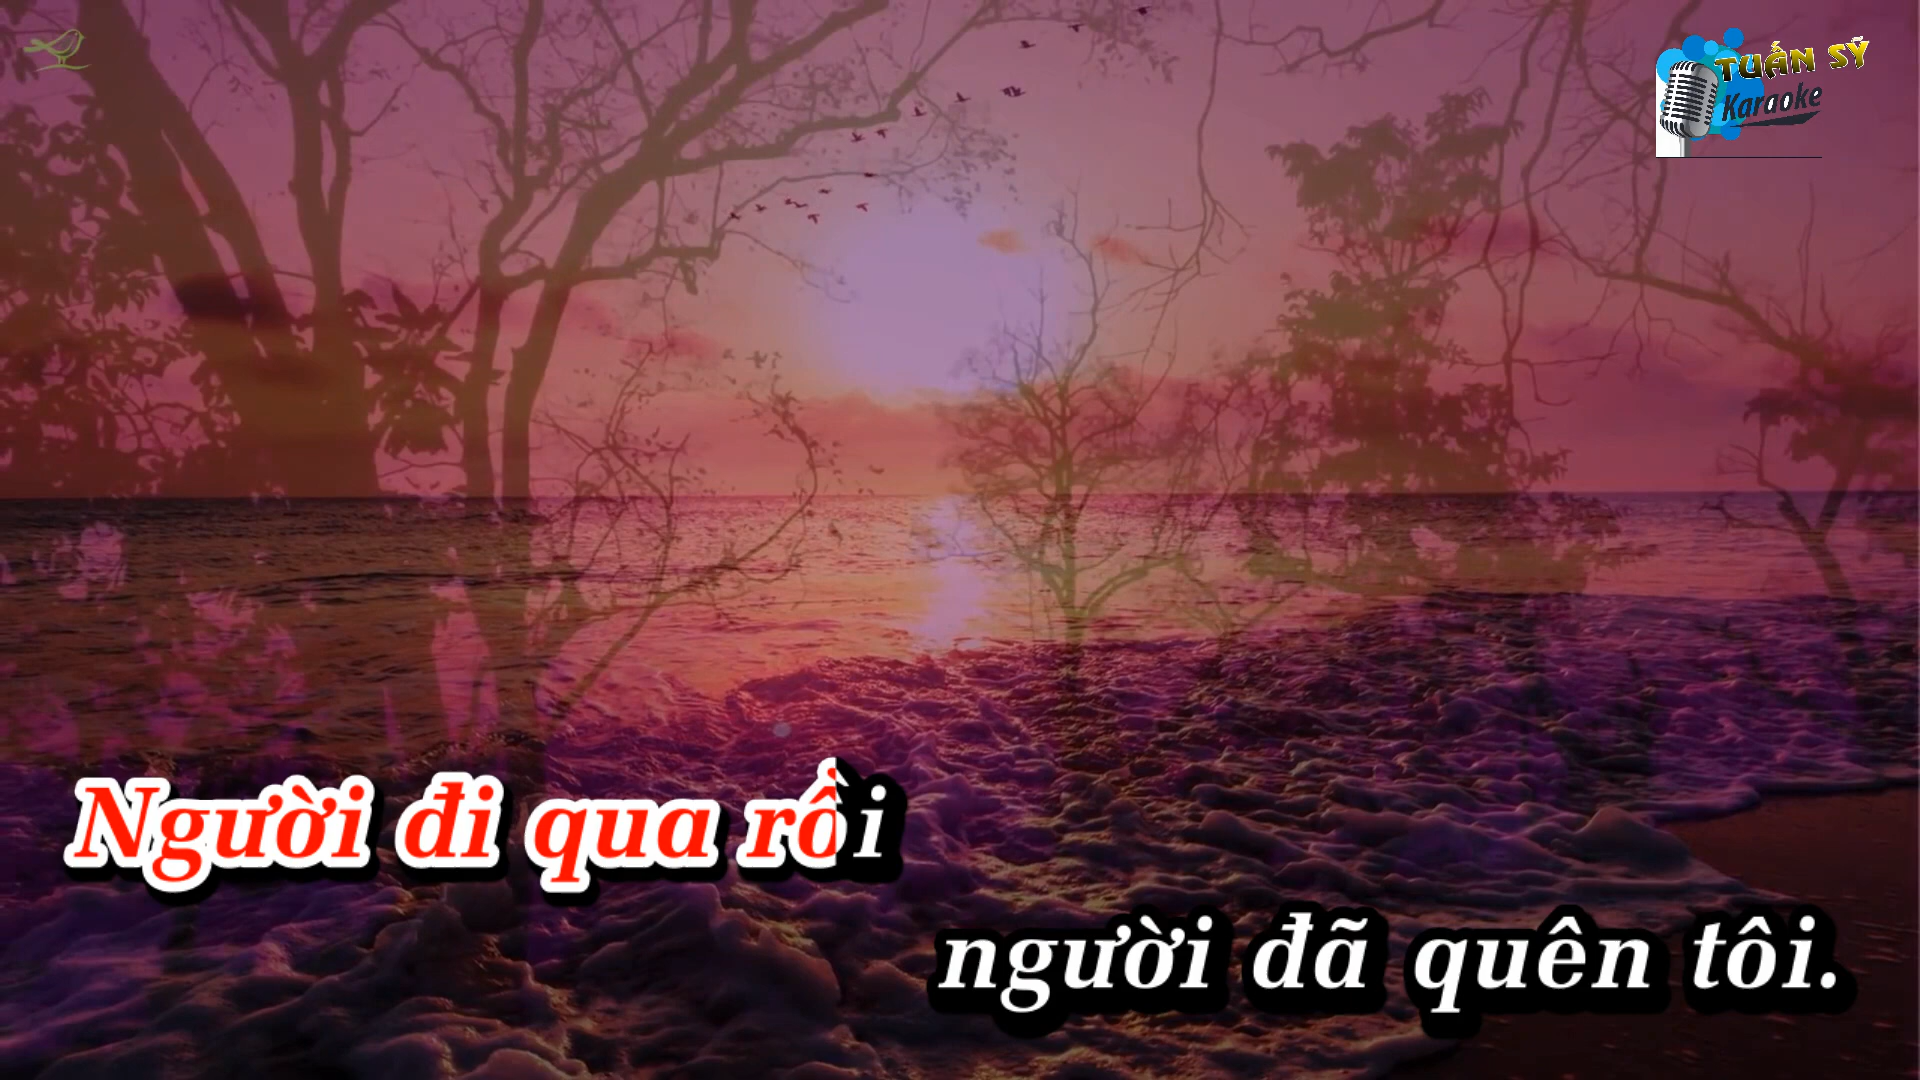 TUẤN SỸ
Karaoke
Người đi qua rồi
người đã quên tôi.